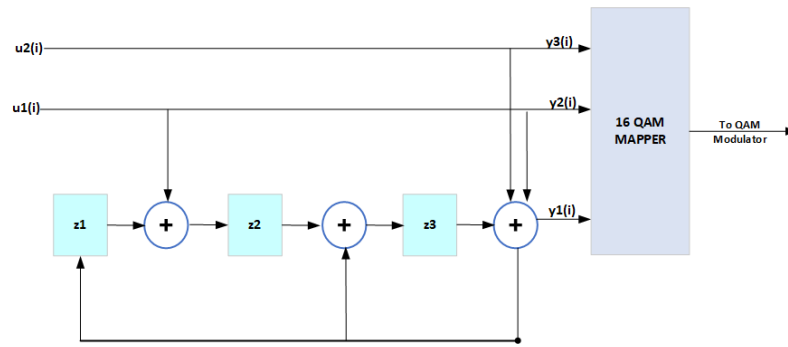 u2(i)
y3(i)
u1(i)
y2(i)
16 QAM
MAPPER
To QAM
Modulator
z1
+
z2
+
z3
+
y1(i)